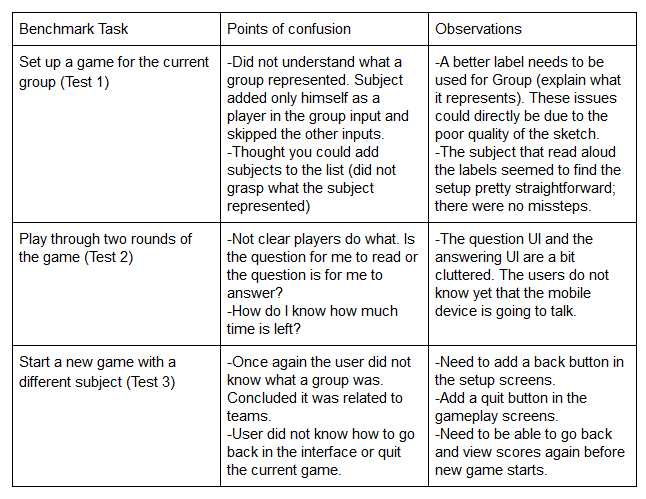 Benchmark Task
Points of confusion
Observations
Set up a game for the current
group (Test 1)
-Did not understand what a
group represented. Subject
added only himself as a
player in the group input and
skipped the other inputs.
-Thought you could add
subjects to the list (did not
grasp what the subject
represented)
-A better label needs to be
used for Group (explain what
it represents). These issues
could directly be due to the
poor quality of the sketch.
-The subject that read aloud
the labels seemed to find the
setup pretty straightforward;
there were no missteps.
Play through two rounds of
the game (Test 2)
-Not clear players do what. Is
the question for me to read or
the question is for me to
answer?
-How do I know how much
time is left?
-The question UI and the
answering UI are a bit
cluttered. The users do not
know yet that the mobile
device is going to talk.
Start a new game with a
different subject (Test 3)
-Once again the user did not
know what a group was.
Concluded it was related to
teams.
-User did not know how to go
back in the interface or quit
the current game.
-Need to add a back button in
the setup screens.
-Add a quit button in the
gameplay screens.
-Need to be able to go back
and view scores again before
new game starts.